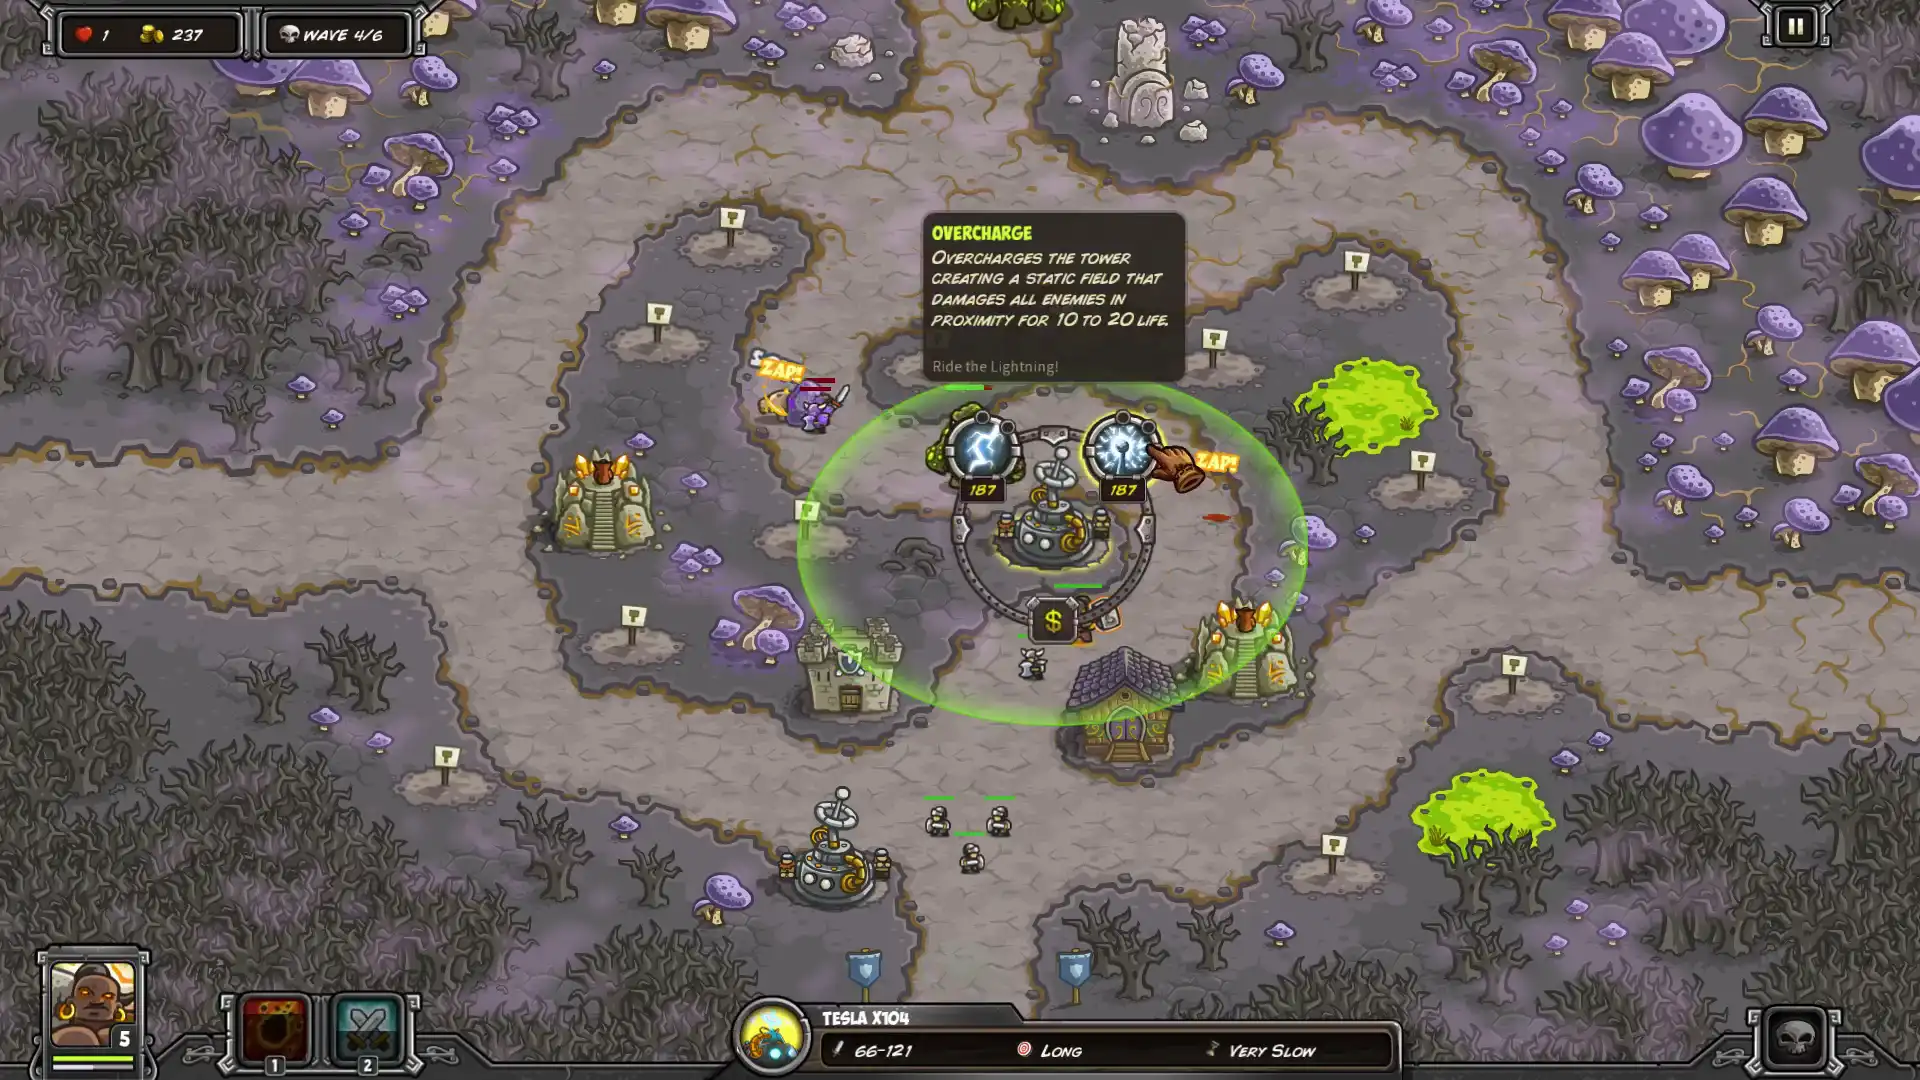 1
237
WAVE 4/6
OVERCHARGE
OVERCHARGES THE TOWER
CREATING A STATIC FIELD THAT
DAMAGES ALL ENEMIES IN
PROXIMITY FOR 10 TO 20 LIFE.
Ride the Lightning!
ZAP!
ZAP!
187
187
$
5
1
2
TESLA X104
66-121
LONG
VERY SLOW